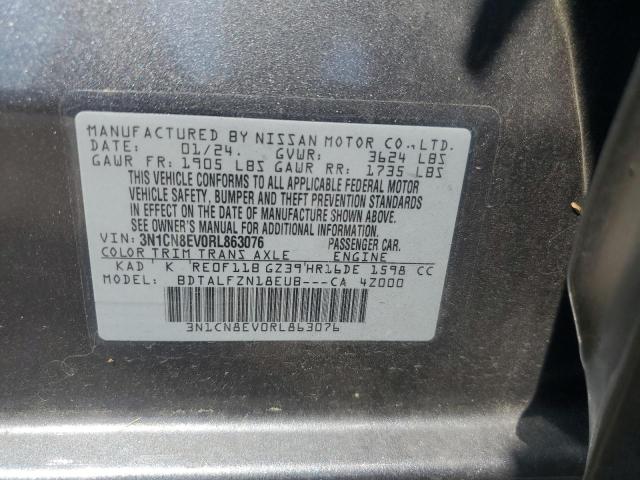 MANUFACTURED BY NISSAN MOTOR CO., LTD.
DATE: 01/24. GVWR: 3624 LBS
GAWR FR: 1905 LBS GAWR RR: 1735 LBS
THIS VEHICLE CONFORMS TO ALL APPLICABLE FEDERAL MOTOR
VEHICLE SAFETY, BUMPER AND THEFT PREVENTION STANDARDS
IN EFFECT ON THE DATE OF MANUFACTURE SHOWN ABOVE.
SEE OWNER'S MANUAL FOR MORE INFORMATION.
VIN: 3N1CN8EV0RL863076 PASSENGER CAR.
COLOR TRIM TRANS AXLE ENGINE
KAD K RE0F11B GZ39 HR16DE 1598 CC
MODEL: BDTALFZN18EUB---CA 4Z000
3N1CN8EV0RL863076